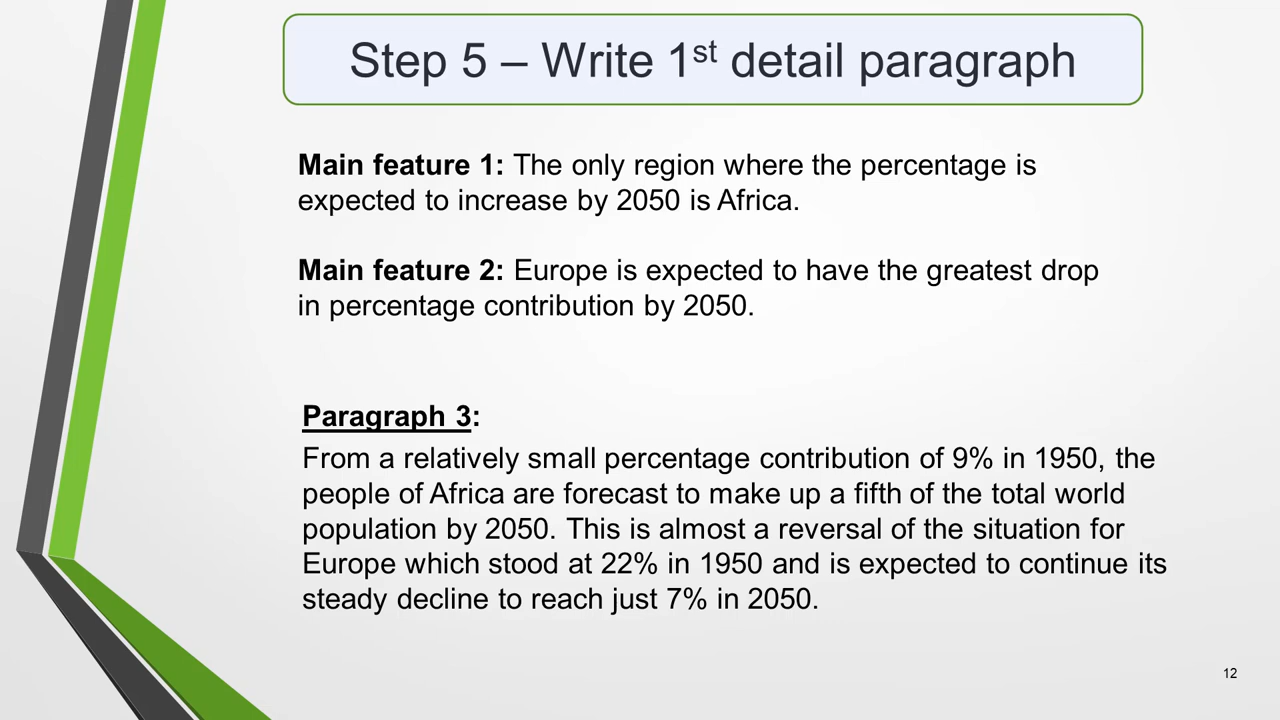 Step 5 – Write 1st detail paragraph
Main feature 1: The only region where the percentage is
expected to increase by 2050 is Africa.
Main feature 2: Europe is expected to have the greatest drop
in percentage contribution by 2050.
Paragraph 3:
From a relatively small percentage contribution of 9% in 1950, the
people of Africa are forecast to make up a fifth of the total world
population by 2050. This is almost a reversal of the situation for
Europe which stood at 22% in 1950 and is expected to continue its
steady decline to reach just 7% in 2050.
12